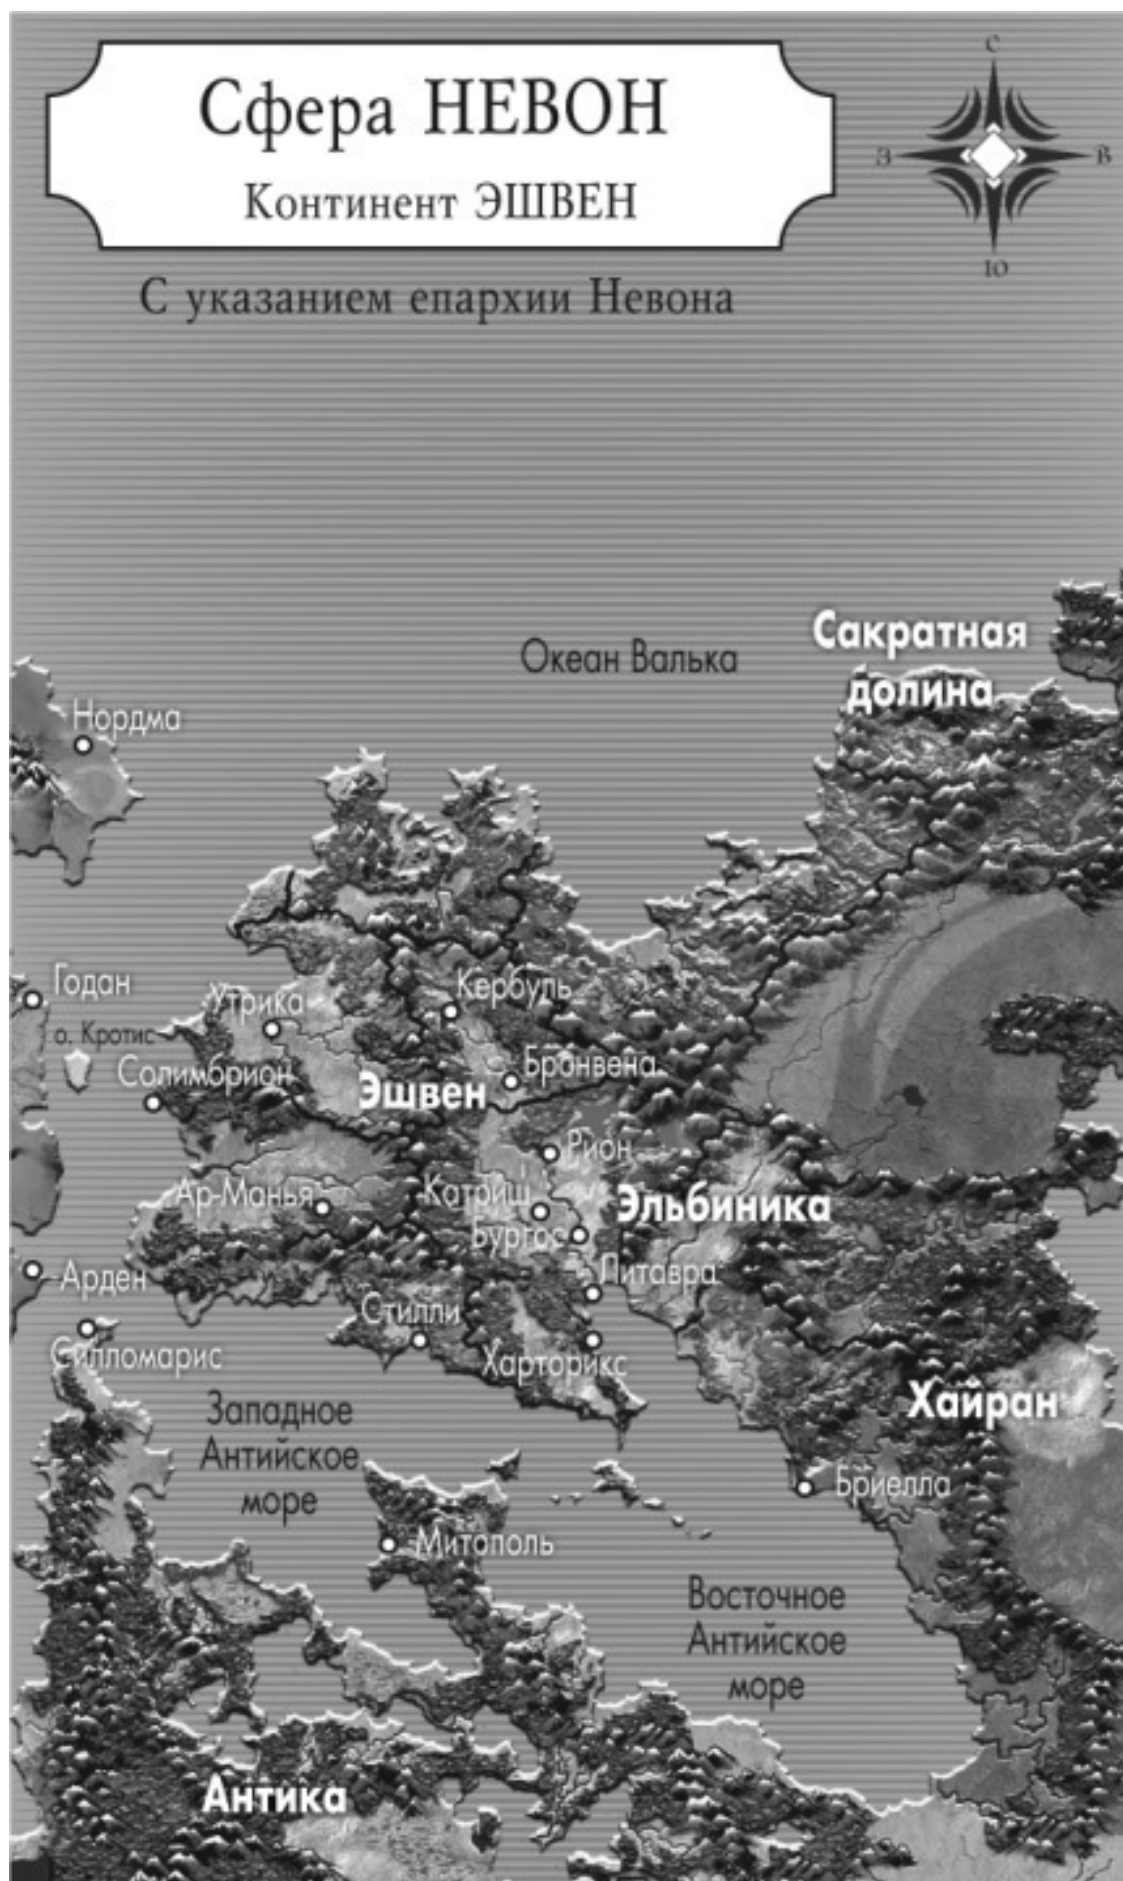 Сфера НЕВОН
Континент ЭШВЕН
С
З
В
Ю
С указанием епархии Невона
Океан Валька
Сакратная
долина
Нордма
Годан
Утрика
Кербуль
о. Кротис
Солимбрион
Бронвена
Эшвен
Рион
Ар-Манья
Катриш
Эльбиника
Бургос
Арден
Литавра
Стилли
Силломарис
Харторикс
Хайран
Западное
Антийское
море
Бриелла
Митополь
Восточное
Антийское
море
Антика